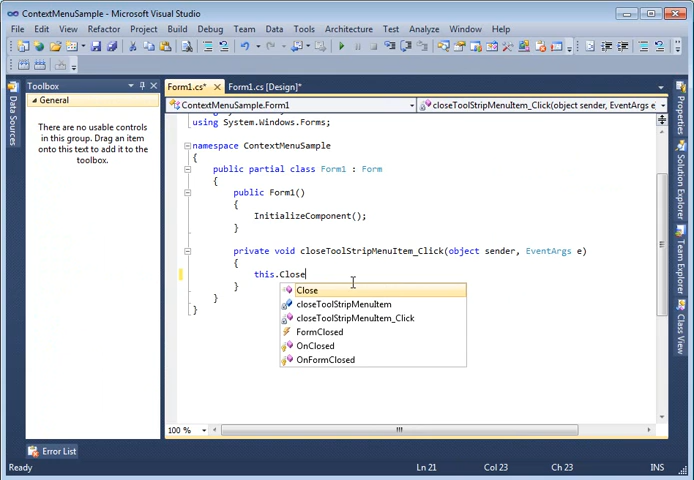 ContextMenuSample - Microsoft Visual Studio
File Edit View Refactor Project Build Debug Team Data Tools Architecture Test Analyze Window Help
Toolbox
Form1.cs* Form1.cs [Design]*
General
ContextMenuSample.Form1
closeToolStripMenuItem_Click(object sender, EventArgs e
There are no usable controls
in this group. Drag an item
onto this text to add it to the
toolbox.
using System.Windows.Forms;
namespace ContextMenuSample
{
public partial class Form1 : Form
{
public Form1()
{
InitializeComponent();
}
private void closeToolStripMenuItem_Click(object sender, EventArgs e)
{
this.Close
}
}
}
Close
closeToolStripMenuItem
closeToolStripMenuItem_Click
FormClosed
OnClosed
OnFormClosed
Data Sources
Properties
Solution Explorer
Team Explorer
Class View
100 %
Error List
Ready
Ln 21
Col 23
Ch 23
INS